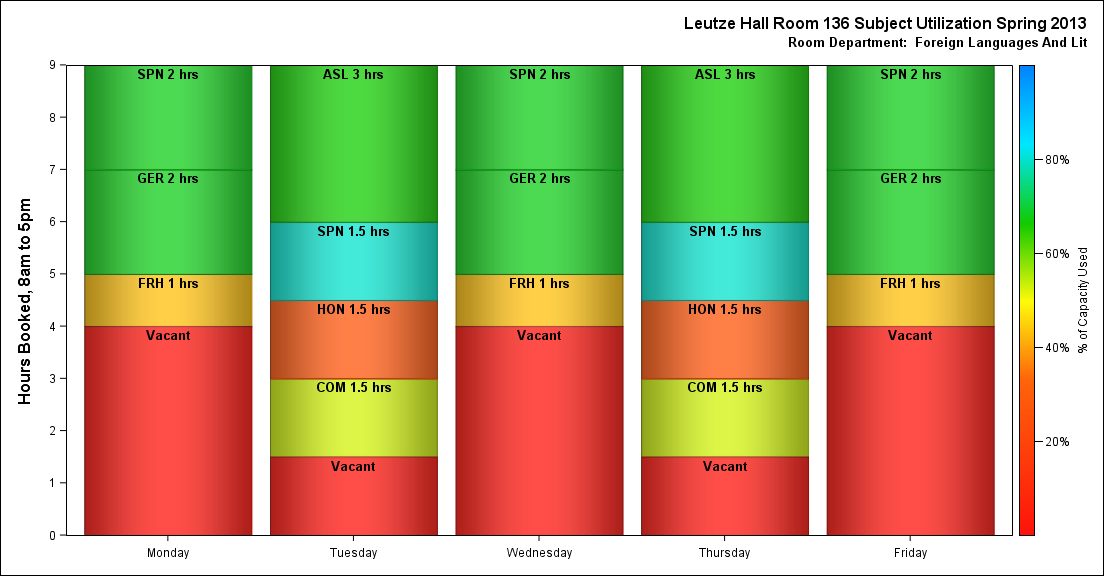 Leutze Hall Room 136 Subject Utilization Spring 2013
Room Department:  Foreign Languages And Lit
Hours Booked, 8am to 5pm
9
8
7
6
5
4
3
2
1
0
SPN 2 hrs
GER 2 hrs
FRH 1 hrs
Vacant
Monday
ASL 3 hrs
SPN 1.5 hrs
HON 1.5 hrs
COM 1.5 hrs
Vacant
Tuesday
SPN 2 hrs
GER 2 hrs
FRH 1 hrs
Vacant
Wednesday
ASL 3 hrs
SPN 1.5 hrs
HON 1.5 hrs
COM 1.5 hrs
Vacant
Thursday
SPN 2 hrs
GER 2 hrs
FRH 1 hrs
Vacant
Friday
80%
60%
40%
20%
% of Capacity Used